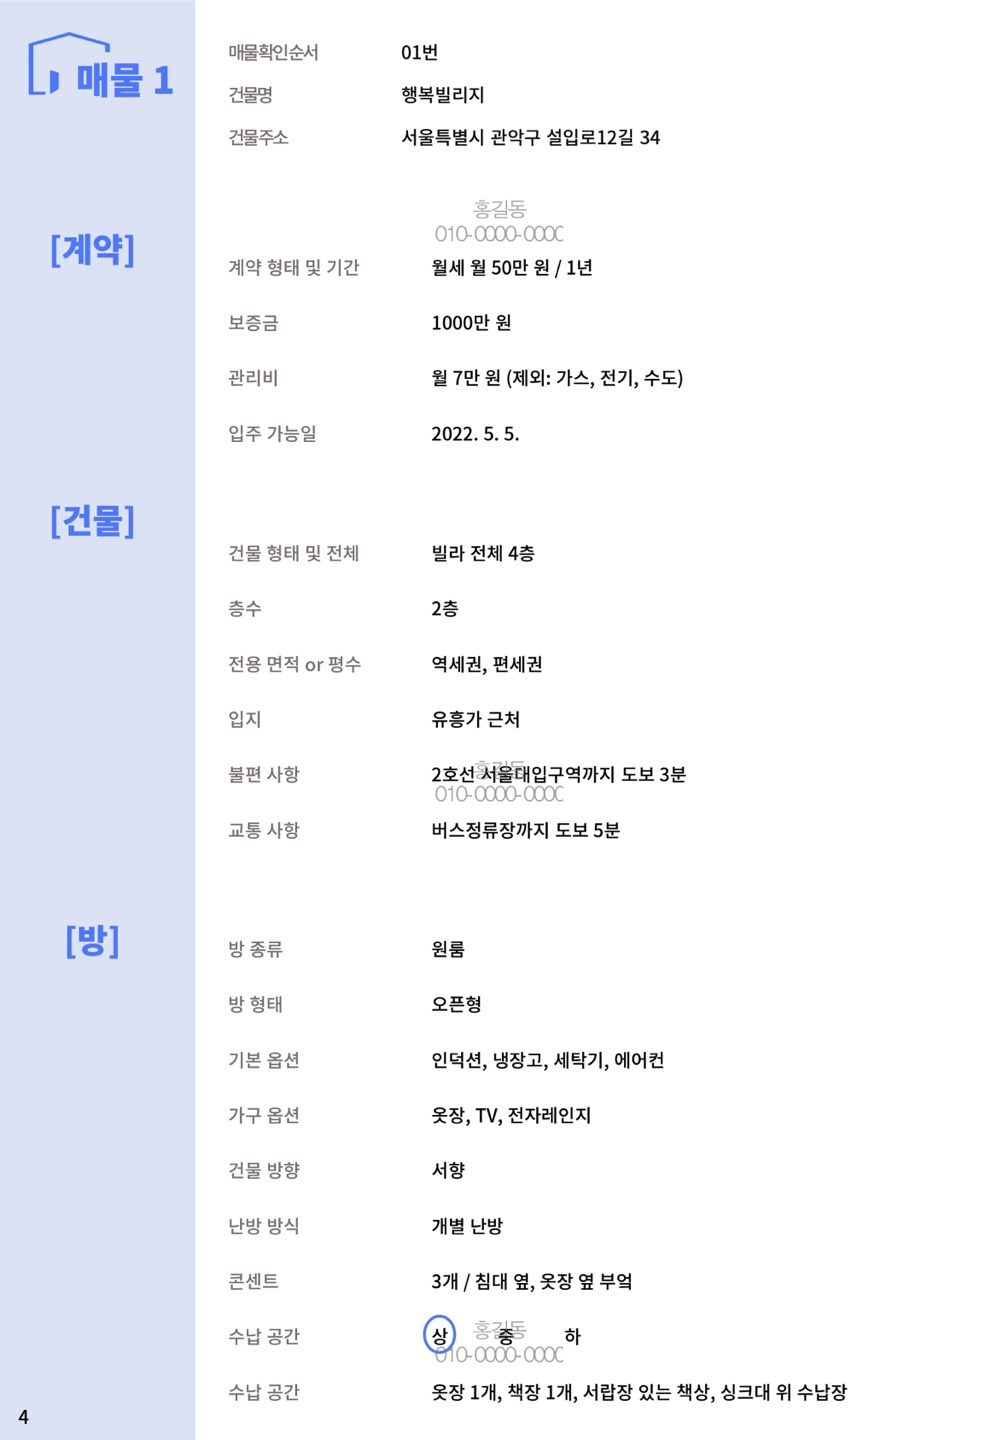 매물 1
매물확인순서 01번
건물명 행복빌리지
건물주소 서울특별시 관악구 설입로12길 34
홍길동
010-0000-000
[계약]
계약 형태 및 기간 월세 월 50만 원 / 1년
보증금 1000만 원
관리비 월 7만 원 (제외: 가스, 전기, 수도)
입주 가능일 2022. 5. 5.
[건물]
건물 형태 및 전체 빌라 전체 4층
층수 2층
전용 면적 or 평수 역세권, 편세권
입지 유흥가 근처
불편 사항 2호선 서울대입구역까지 도보 3분
홍길동
010-0000-000
교통 사항 버스정류장까지 도보 5분
[방]
방 종류 원룸
방 형태 오픈형
기본 옵션 인덕션, 냉장고, 세탁기, 에어컨
가구 옵션 옷장, TV, 전자레인지
건물 방향 서향
난방 방식 개별 난방
콘센트 3개 / 침대 옆, 옷장 옆 부엌
수납 공간 상 중 하
홍길동
010-0000-000
수납 공간 옷장 1개, 책장 1개, 서랍장 있는 책상, 싱크대 위 수납장
4